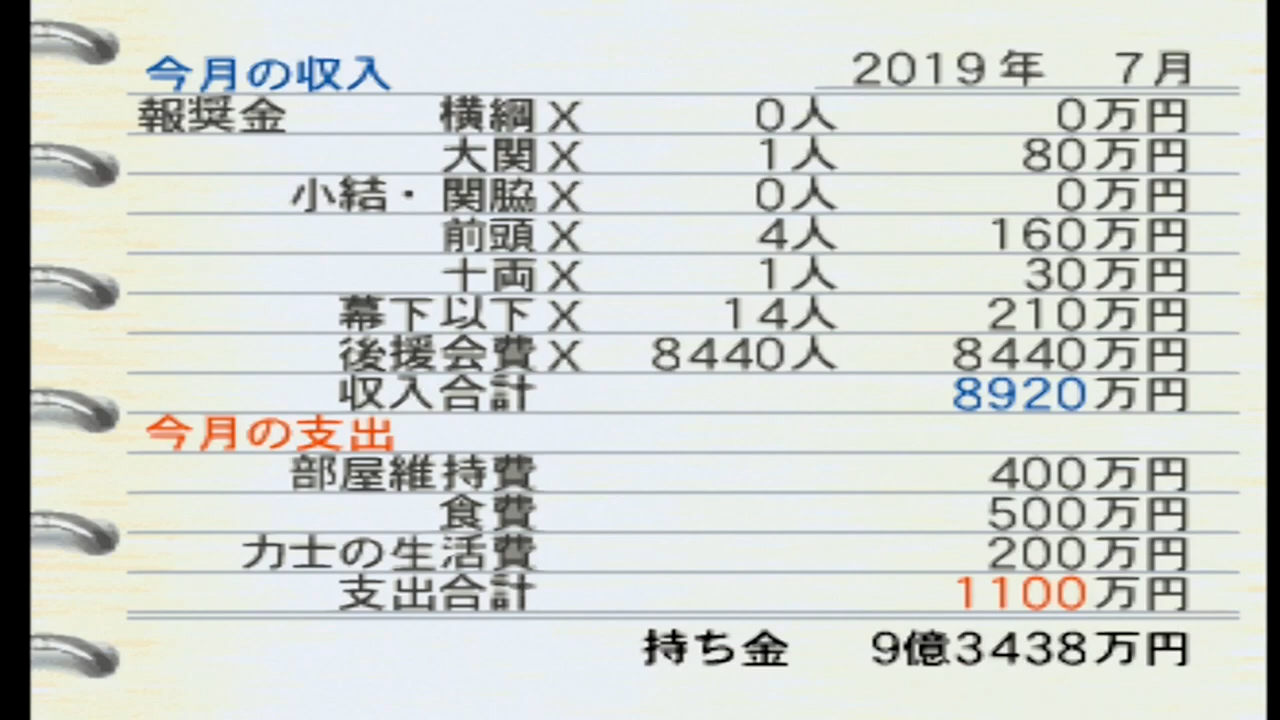 今月の収入 2019年 7月
報奨金 横綱X 0人 0万円
大関X 1人 80万円
小結・関脇X 0人 0万円
前頭X 4人 160万円
十両X 1人 30万円
幕下以下X 14人 210万円
後援会費X 8440人 8440万円
収入合計 8920万円
今月の支出
部屋維持費 400万円
食費 500万円
力士の生活費 200万円
支出合計 1100万円
持ち金 9億3438万円